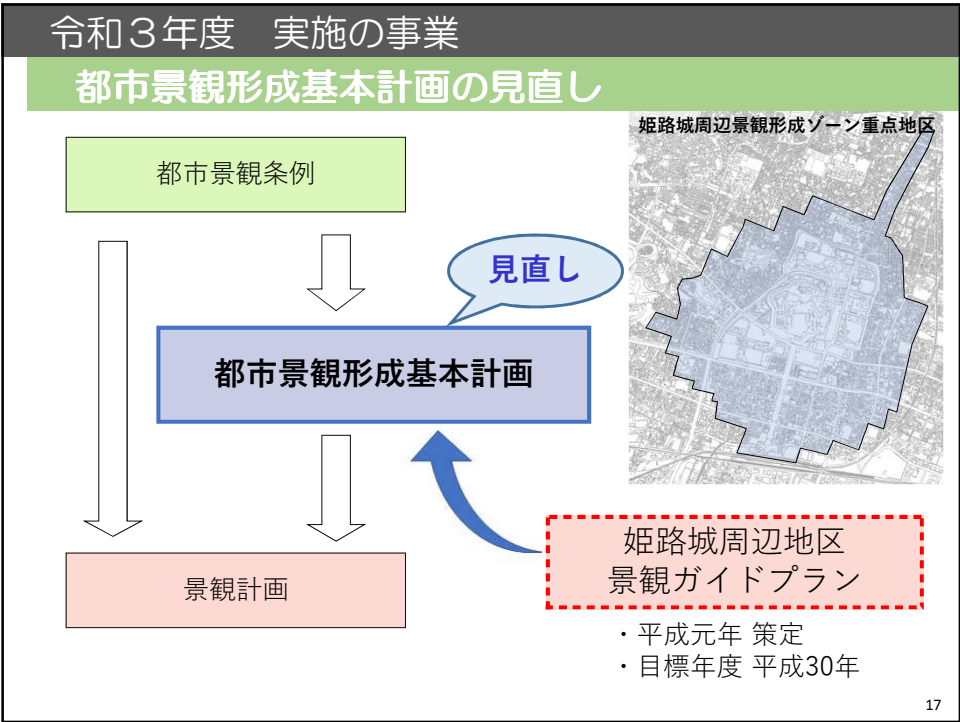 令和３年度　実施の事業
都市景観形成基本計画の見直し
姫路城周辺景観形成ゾーン重点地区
都市景観条例
見直し
都市景観形成基本計画
姫路城周辺地区
景観ガイドプラン
景観計画
・平成元年 策定
・目標年度 平成30年
17